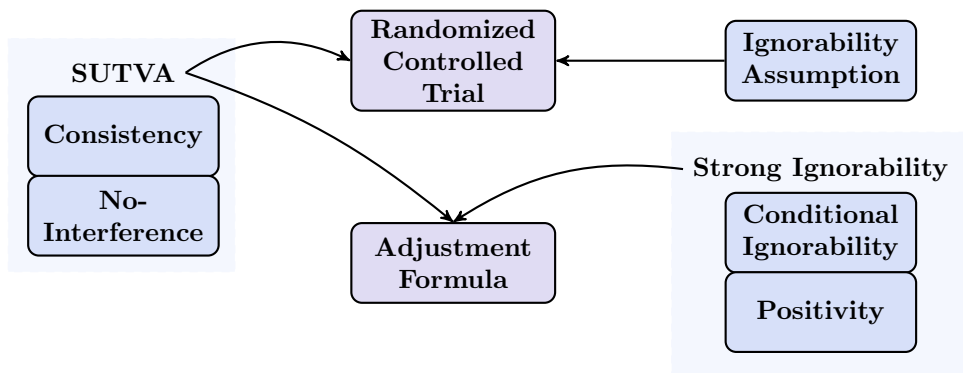 SUTVA
Consistency
No-
Interference
Randomized
Controlled
Trial
Adjustment
Formula
Ignorability
Assumption
Strong Ignorability
Conditional
Ignorability
Positivity